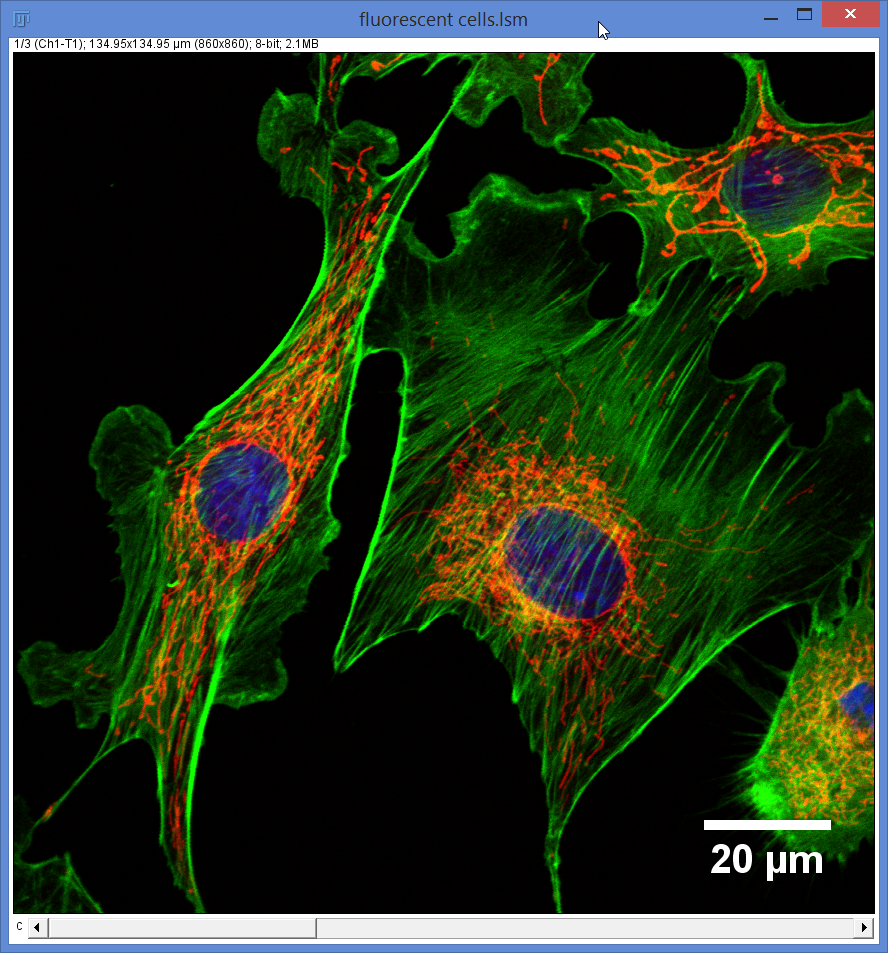 fluorescent cells.lsm
1/3 (Ch1-T1); 134.95x134.95 µm (860x860); 8-bit; 2.1MB
20 µm
c